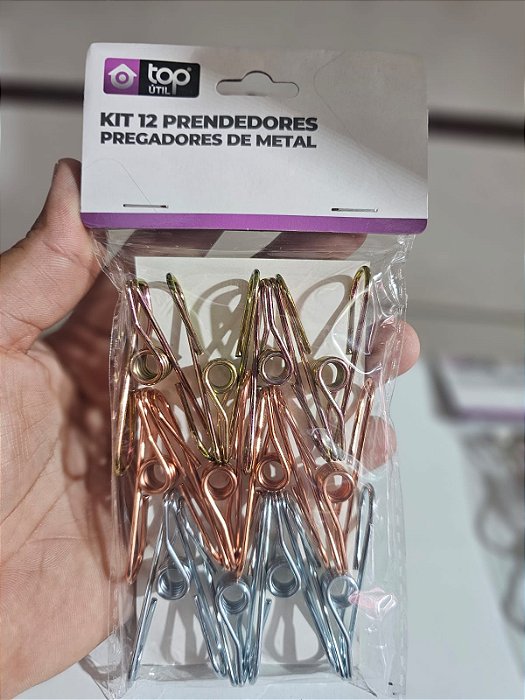 top®
ÚTIL
KIT 12 PRENDEDORES
PREGADORES DE METAL